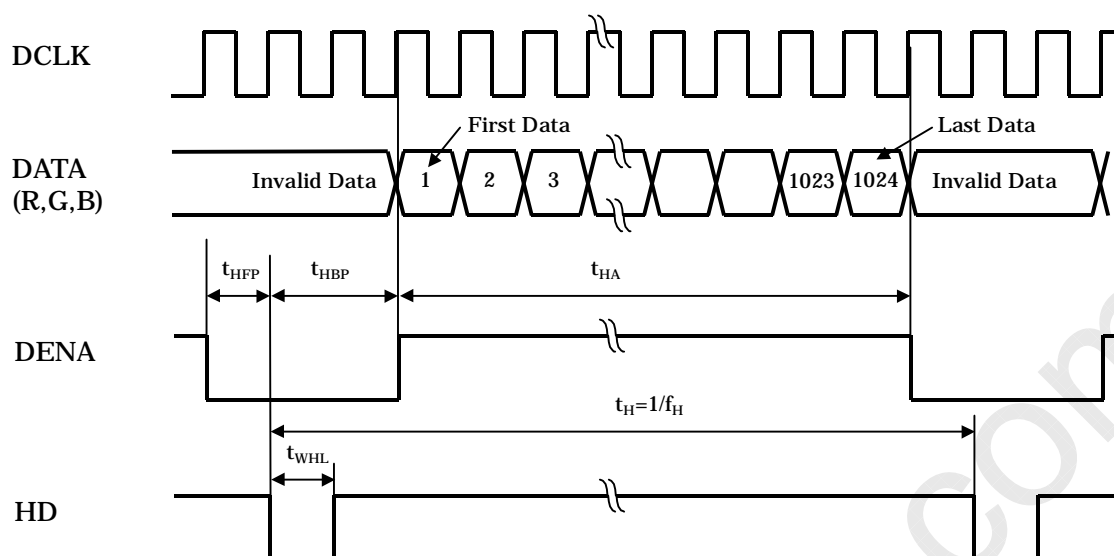 DCLK
First Data
Last Data
DATA
(R,G,B)
Invalid Data
1
2
3
1023
1024
Invalid Data
tHFP
tHBP
tHA
DENA
tH=1/fH
tWHL
HD
com